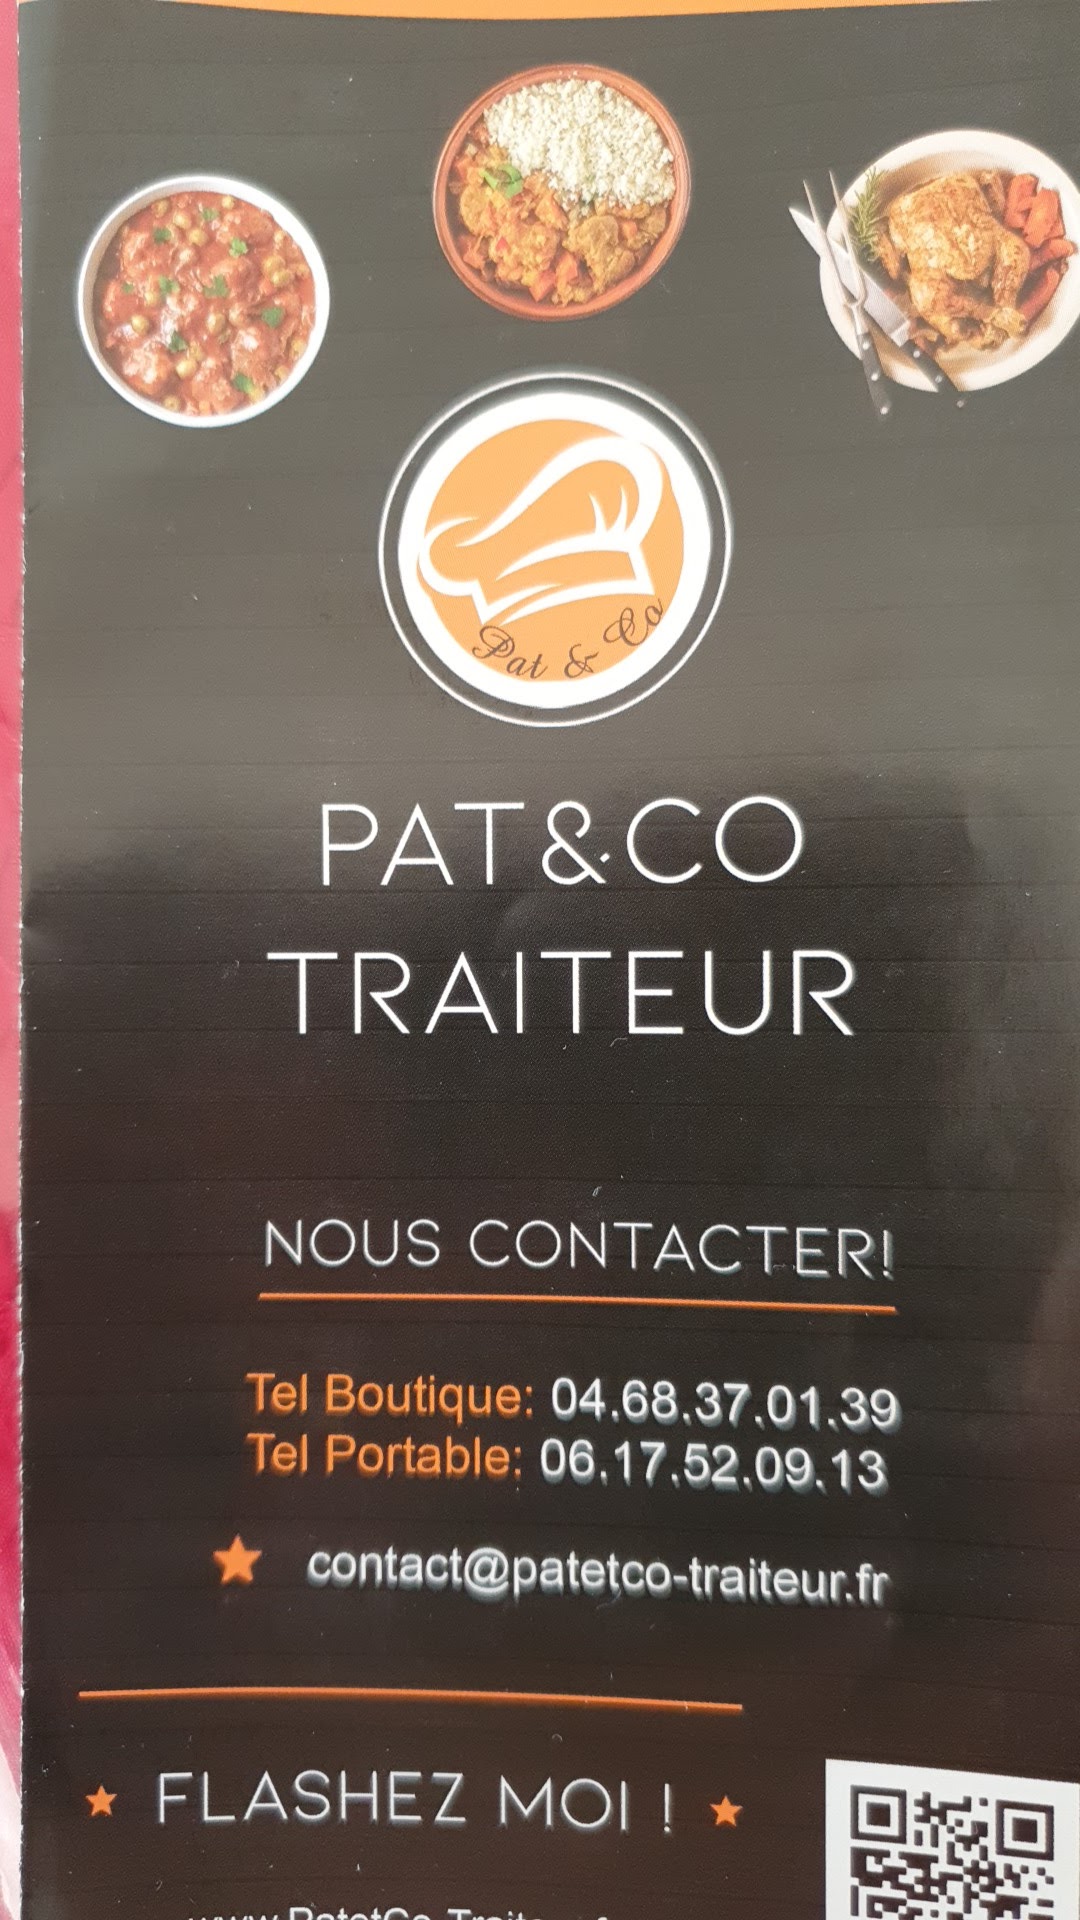 Pat & Co
PAT&CO
TRAITEUR
NOUS CONTACTER!
Tel Boutique: 04.68.37.01.39
Tel Portable: 06.17.52.09.13
contact@patetco-traiteur.fr
FLASHEZ MOI !